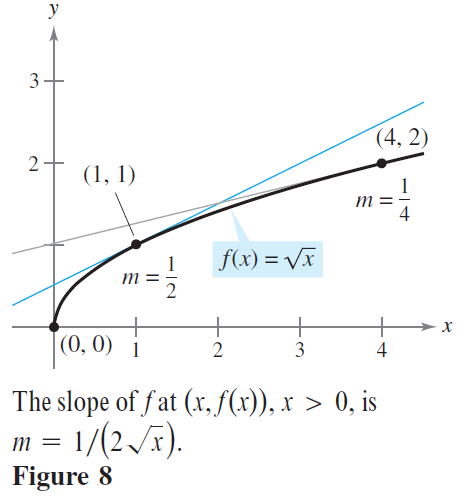 y
3
2
(1, 1)
(4, 2)
m = 1/4
f(x) = √x
m = 1/2
(0, 0)
1
2
3
4
x
The slope of f at (x, f(x)), x > 0, is
m = 1/(2√x).
Figure 8